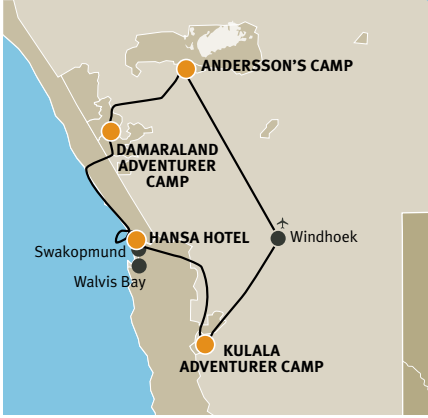 ANDERSSON'S CAMP
DAMARALAND
ADVENTURER
CAMP
HANSA HOTEL
Windhoek
Swakopmund
Walvis Bay
KULALA
ADVENTURER CAMP